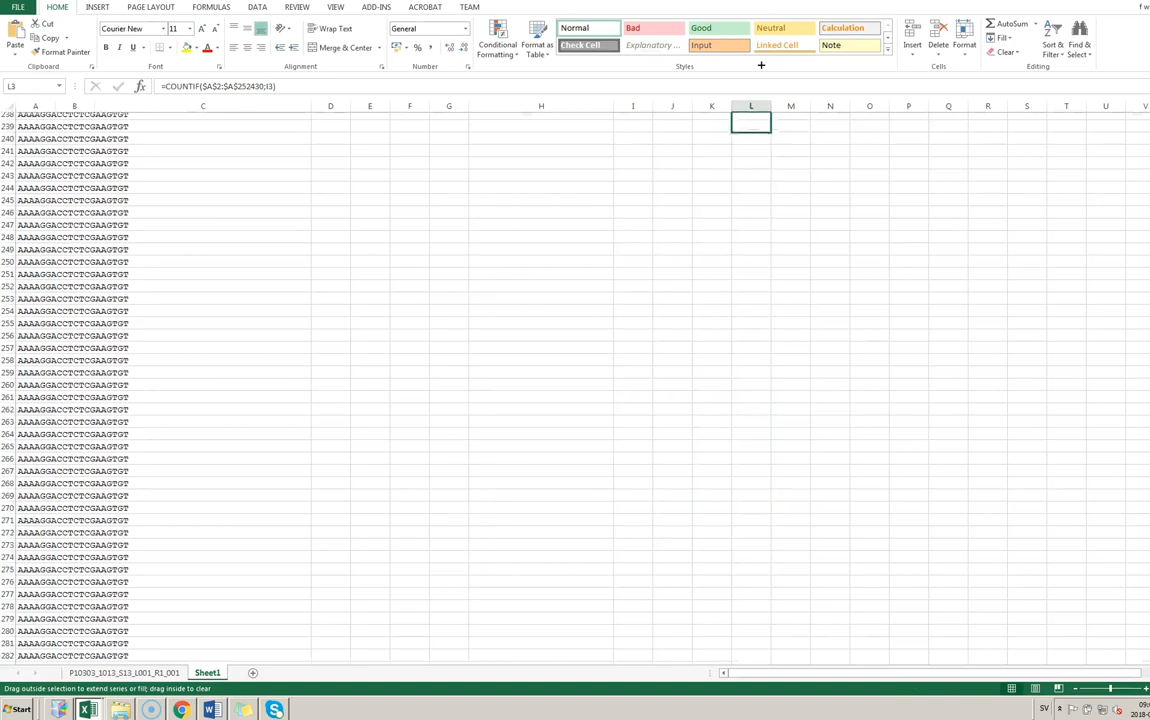 FILE HOME INSERT PAGE LAYOUT FORMULAS DATA REVIEW VIEW ADD-INS ACROBAT TEAM f w
Cut
Copy
Format Painter
Paste
Clipboard
Courier New 11
B I U
Font
Wrap Text
Merge & Center
Alignment
General
%
Number
Conditional Formatting
Format as Table
Normal Bad Good Neutral Calculation
Check Cell Explanatory ... Input Linked Cell Note
Styles
Insert Delete Format
Cells
AutoSum
Fill
Clear
Sort & Filter
Find & Select
Editing
L3 =COUNTIF($A$2:$A$252430;I3)
A B C D E F G H I J K L M N O P Q R S T U V
238 AAAAGGACCTCTCGAAGTGT
239 AAAAGGACCTCTCGAAGTGT
240 AAAAGGACCTCTCGAAGTGT
241 AAAAGGACCTCTCGAAGTGT
242 AAAAGGACCTCTCGAAGTGT
243 AAAAGGACCTCTCGAAGTGT
244 AAAAGGACCTCTCGAAGTGT
245 AAAAGGACCTCTCGAAGTGT
246 AAAAGGACCTCTCGAAGTGT
247 AAAAGGACCTCTCGAAGTGT
248 AAAAGGACCTCTCGAAGTGT
249 AAAAGGACCTCTCGAAGTGT
250 AAAAGGACCTCTCGAAGTGT
251 AAAAGGACCTCTCGAAGTGT
252 AAAAGGACCTCTCGAAGTGT
253 AAAAGGACCTCTCGAAGTGT
254 AAAAGGACCTCTCGAAGTGT
255 AAAAGGACCTCTCGAAGTGT
256 AAAAGGACCTCTCGAAGTGT
257 AAAAGGACCTCTCGAAGTGT
258 AAAAGGACCTCTCGAAGTGT
259 AAAAGGACCTCTCGAAGTGT
260 AAAAGGACCTCTCGAAGTGT
261 AAAAGGACCTCTCGAAGTGT
262 AAAAGGACCTCTCGAAGTGT
263 AAAAGGACCTCTCGAAGTGT
264 AAAAGGACCTCTCGAAGTGT
265 AAAAGGACCTCTCGAAGTGT
266 AAAAGGACCTCTCGAAGTGT
267 AAAAGGACCTCTCGAAGTGT
268 AAAAGGACCTCTCGAAGTGT
269 AAAAGGACCTCTCGAAGTGT
270 AAAAGGACCTCTCGAAGTGT
271 AAAAGGACCTCTCGAAGTGT
272 AAAAGGACCTCTCGAAGTGT
273 AAAAGGACCTCTCGAAGTGT
274 AAAAGGACCTCTCGAAGTGT
275 AAAAGGACCTCTCGAAGTGT
276 AAAAGGACCTCTCGAAGTGT
277 AAAAGGACCTCTCGAAGTGT
278 AAAAGGACCTCTCGAAGTGT
279 AAAAGGACCTCTCGAAGTGT
280 AAAAGGACCTCTCGAAGTGT
281 AAAAGGACCTCTCGAAGTGT
282 AAAAGGACCTCTCGAAGTGT
P10303_1013_S13_L001_R1_001 Sheet1
Drag outside selection to extend series or fill; drag inside to clear
Start SV 09:
2018-0